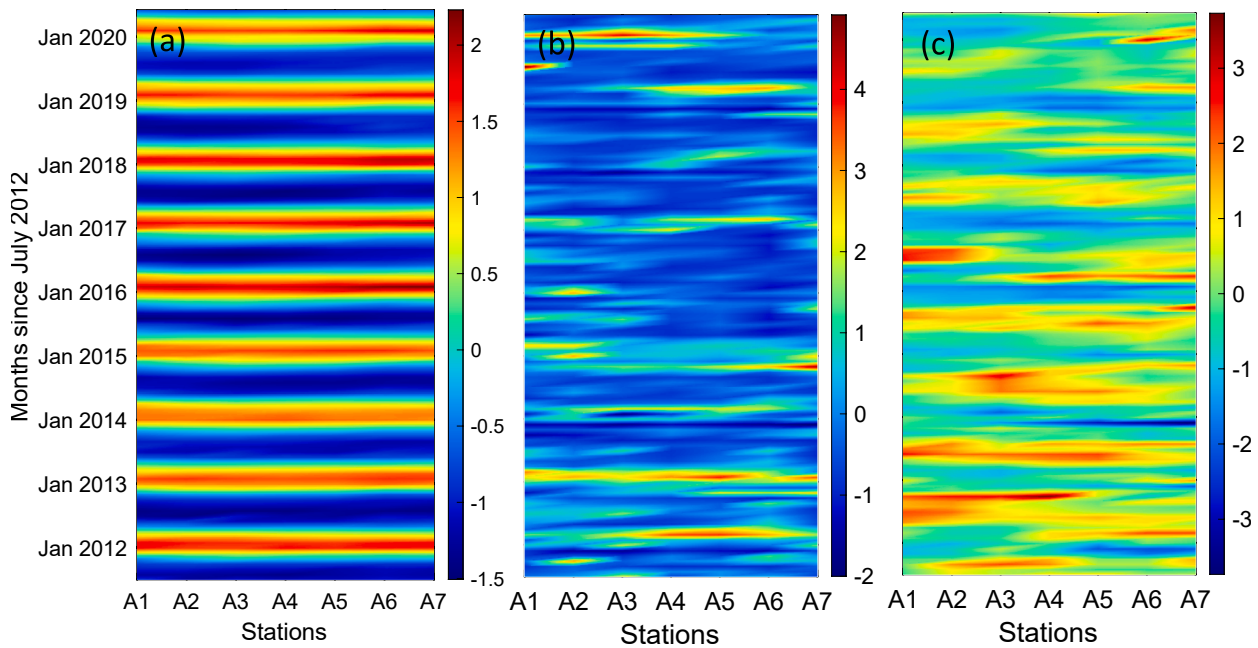 Months since July 2012
Jan 2020
Jan 2019
Jan 2018
Jan 2017
Jan 2016
Jan 2015
Jan 2014
Jan 2013
Jan 2012
(a)
A1 A2 A3 A4 A5 A6 A7
Stations
2
1.5
1
0.5
0
-0.5
-1
-1.5
(b)
A1 A2 A3 A4 A5 A6 A7
Stations
4
3
2
1
0
-1
-2
(c)
A1 A2 A3 A4 A5 A6 A7
Stations
3
2
1
0
-1
-2
-3